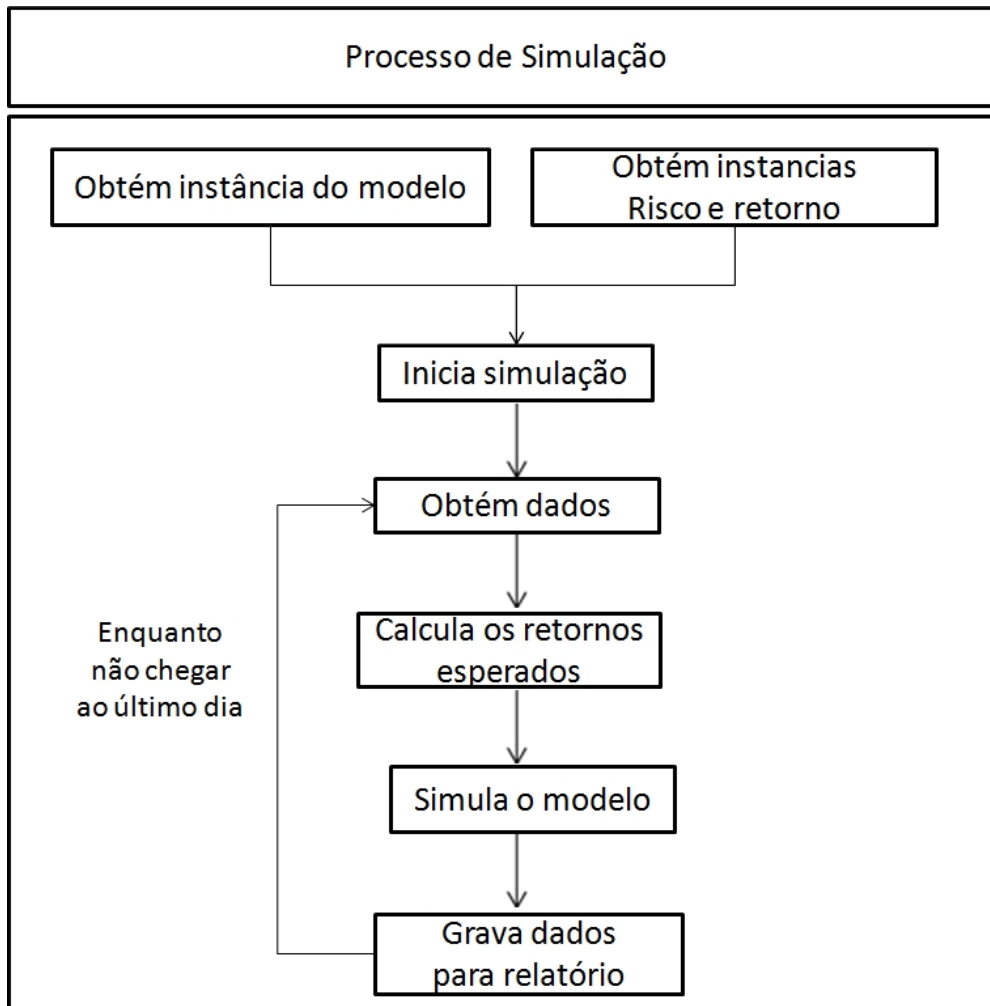 Processo de Simulação
Obtém instância do modelo
Obtém instancias
Risco e retorno
Inicia simulação
Obtém dados
Calcula os retornos
esperados
Enquanto
não chegar
ao último dia
Simula o modelo
Grava dados
para relatório